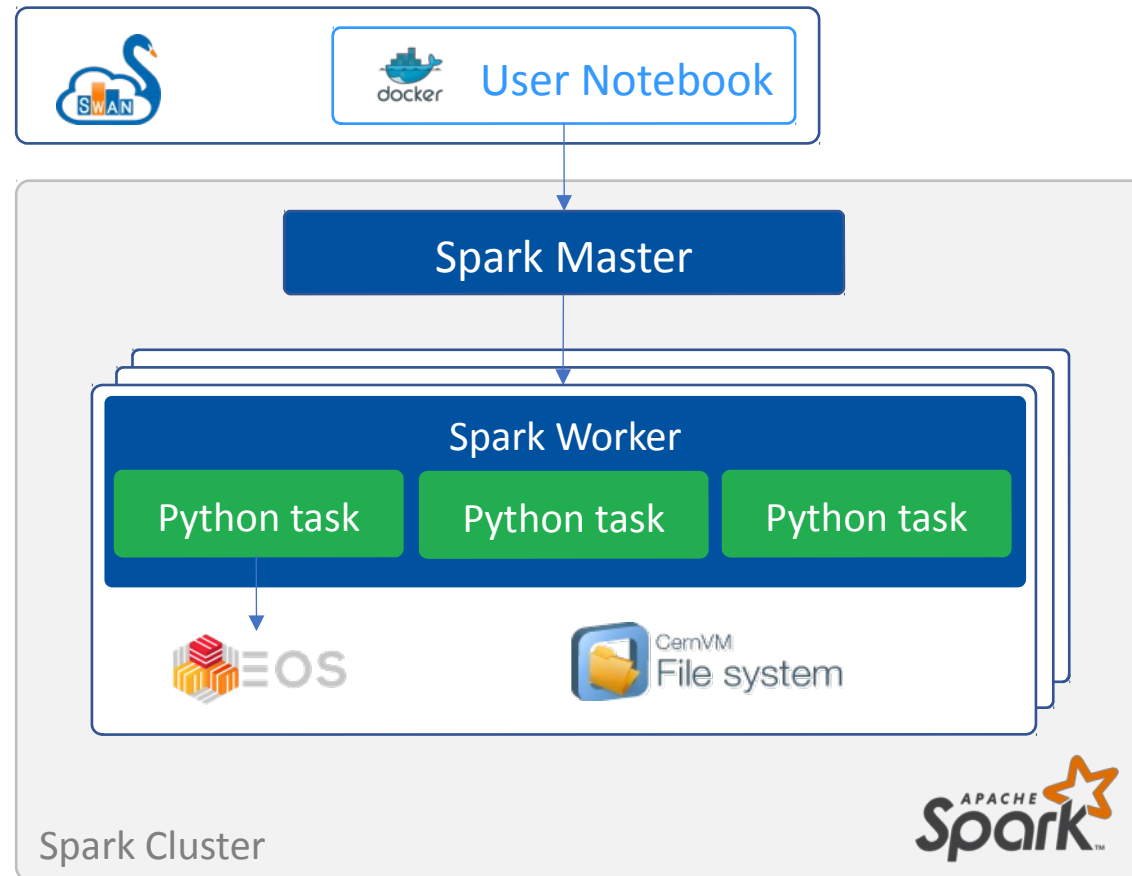 SWAN
docker
User Notebook
Spark Master
Spark Worker
Python task
Python task
Python task
EOS
CernVM
File system
Spark Cluster
APACHE
Spark™